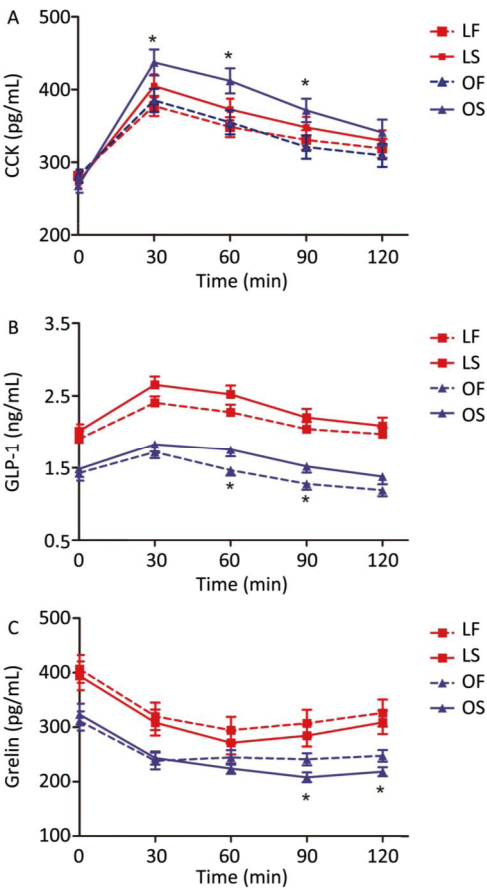 A
500
400
300
200
CCK (pg/mL)
* * *
0 30 60 90 120
Time (min)
LF
LS
OF
OS
B
3.5
2.5
1.5
0.5
GLP-1 (ng/mL)
* *
0 30 60 90 120
Time (min)
LF
LS
OF
OS
C
500
400
300
200
100
Grelin (pg/mL)
* *
0 30 60 90 120
Time (min)
LF
LS
OF
OS